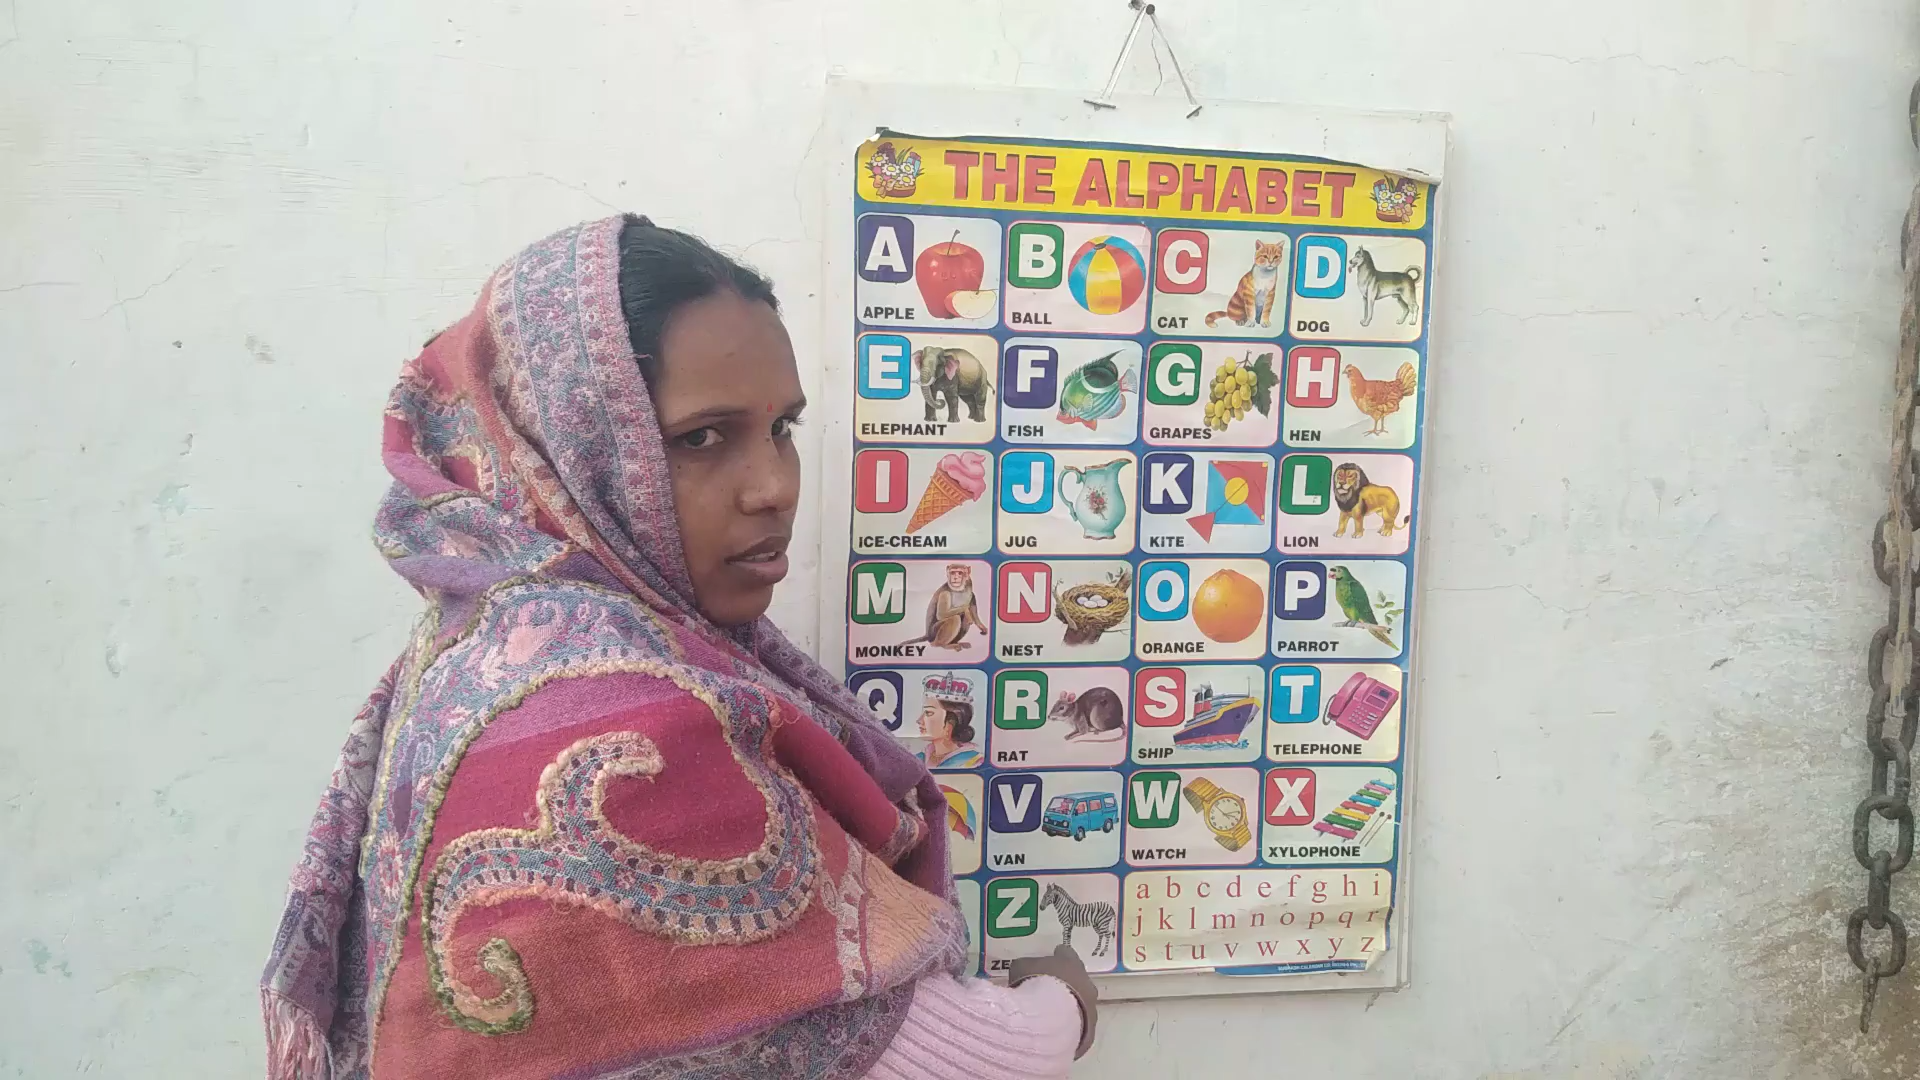 THE ALPHABET
A B C D
APPLE BALL CAT DOG
E F G H
ELEPHANT FISH GRAPES HEN
I J K L
ICE-CREAM JUG KITE LION
M N O P
MONKEY NEST ORANGE PARROT
Q R S T
RAT SHIP TELEPHONE
V W X
VAN WATCH XYLOPHONE
Z
a b c d e f g h i
j k l m n o p q r
s t u v w x y z